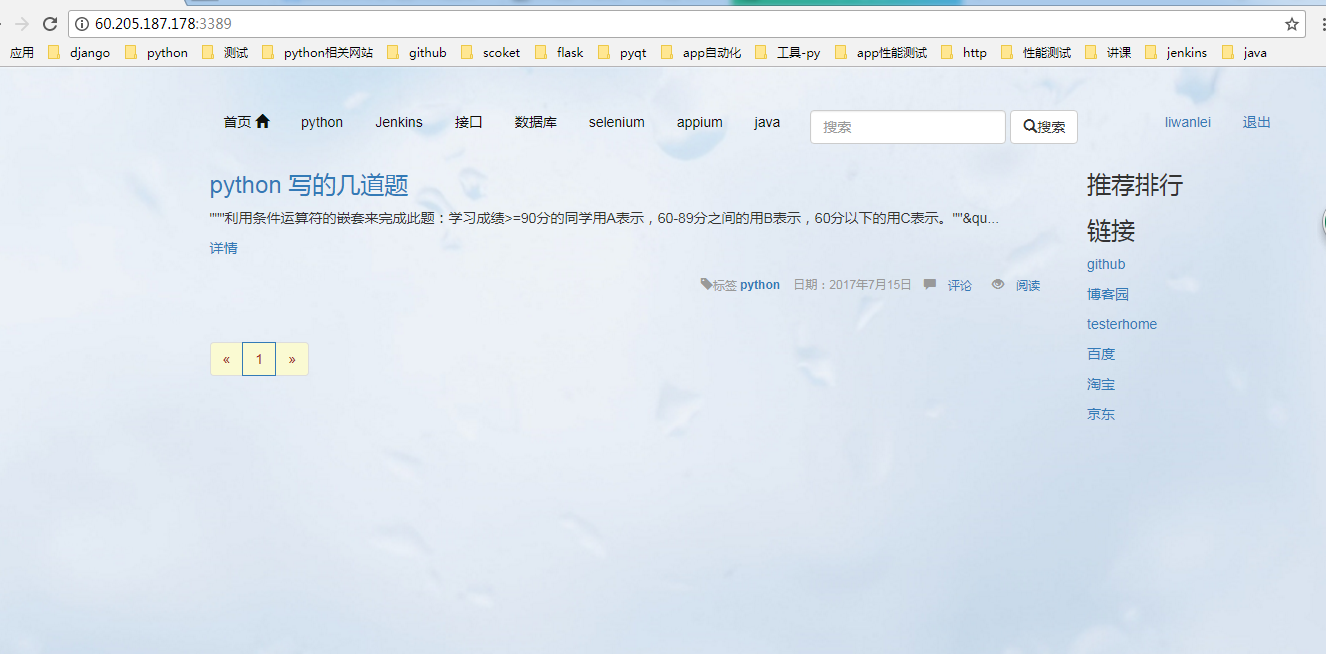 60.205.187.178:3389
应用 django python 测试 python相关网站 github scoket flask pyqt app自动化 工具-py app性能测试 http 性能测试 讲课 jenkins java
首页 python Jenkins 接口 数据库 selenium appium java 搜索 搜索 liwanlei 退出
python 写的几道题
"""利用条件运算符的嵌套来完成此题：学习成绩>=90分的同学用A表示，60-89分之间的用B表示，60分以下的用C表示。""&qu...
详情
标签 python 日期：2017年7月15日 评论 阅读
« 1 »
推荐排行
链接
github
博客园
testerhome
百度
淘宝
京东